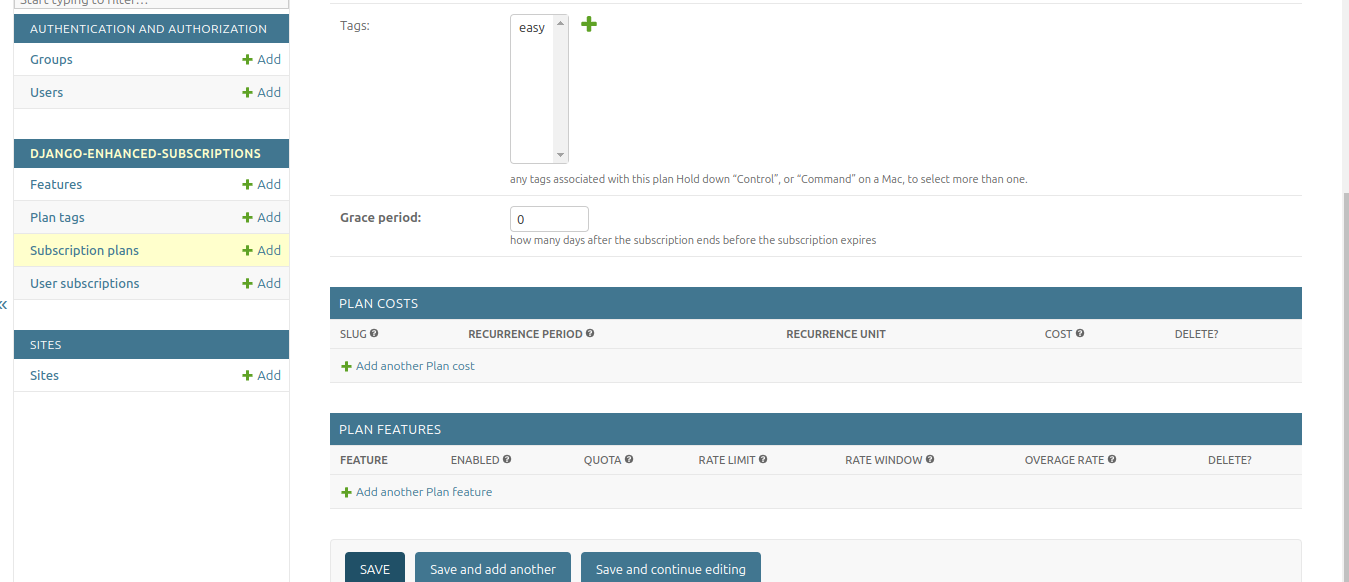 Start typing to filter...
AUTHENTICATION AND AUTHORIZATION
Groups Add
Users Add
DJANGO-ENHANCED-SUBSCRIPTIONS
Features Add
Plan tags Add
Subscription plans Add
User subscriptions Add
SITES
Sites Add
«
Tags:
easy
any tags associated with this plan Hold down “Control”, or “Command” on a Mac, to select more than one.
Grace period:
0
how many days after the subscription ends before the subscription expires
PLAN COSTS
SLUG RECURRENCE PERIOD RECURRENCE UNIT COST DELETE?
Add another Plan cost
PLAN FEATURES
FEATURE ENABLED QUOTA RATE LIMIT RATE WINDOW OVERAGE RATE DELETE?
Add another Plan feature
SAVE Save and add another Save and continue editing